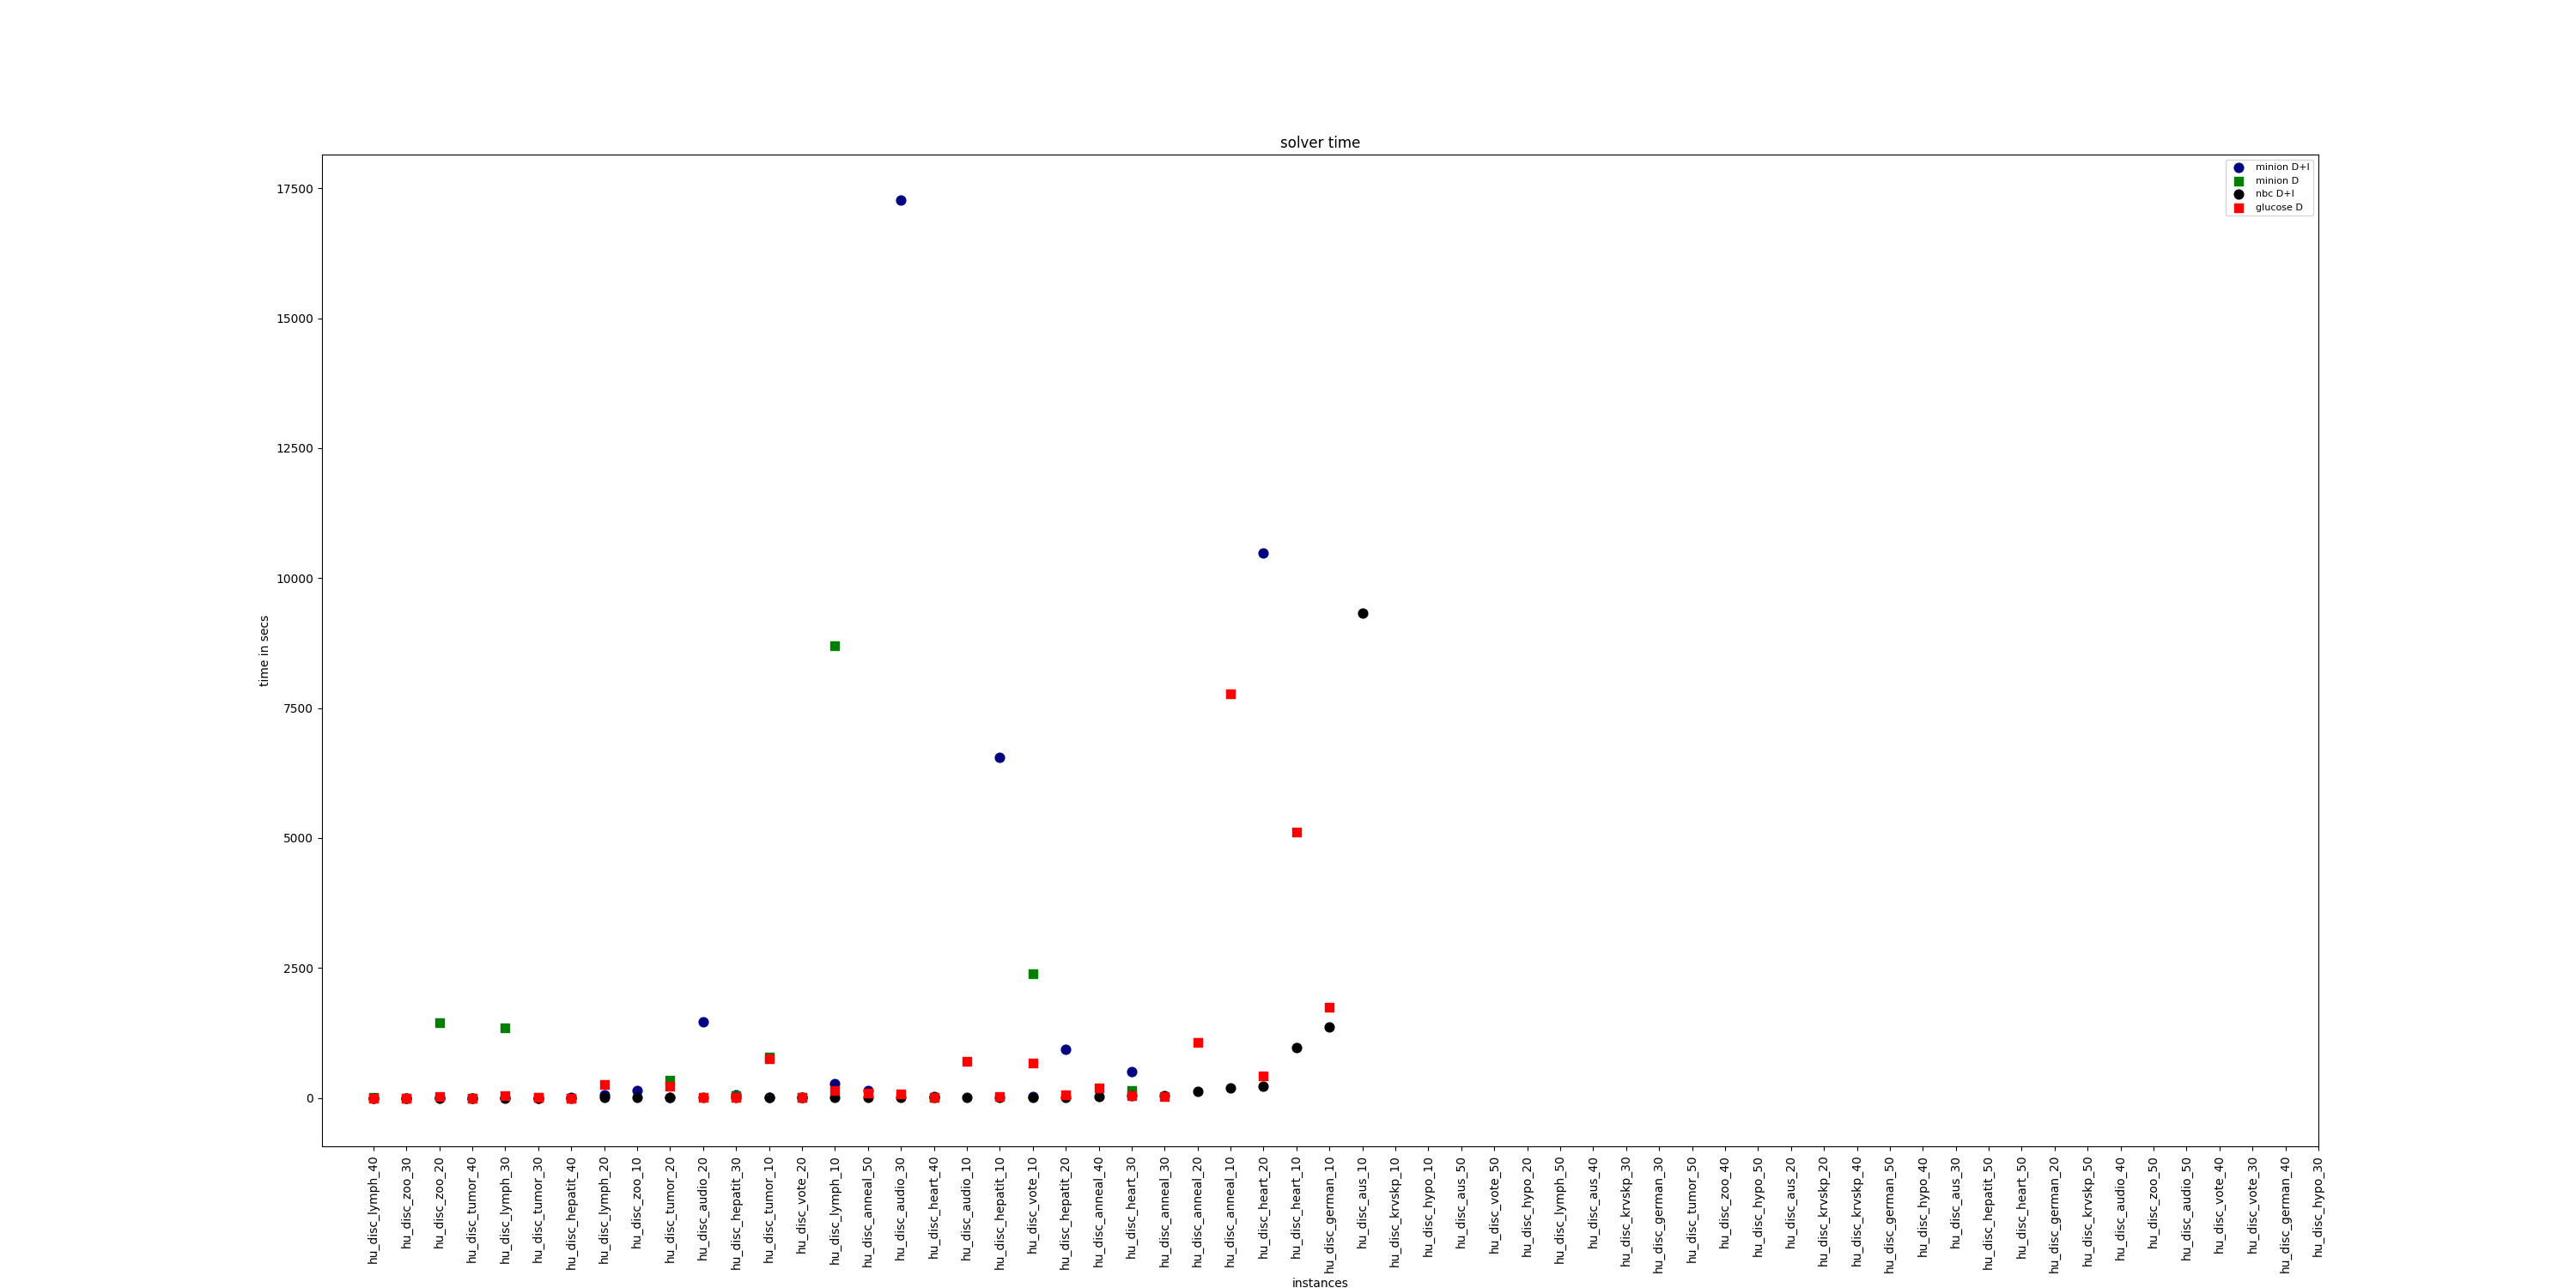 solver time
minion D+I
minion D
nbc D+I
glucose D
17500
15000
12500
10000
7500
5000
2500
0
time in secs
hu_disc_lymph_40
hu_disc_zoo_30
hu_disc_zoo_20
hu_disc_tumor_40
hu_disc_lymph_30
hu_disc_tumor_30
hu_disc_hepatit_40
hu_disc_lymph_20
hu_disc_zoo_10
hu_disc_tumor_20
hu_disc_audio_20
hu_disc_hepatit_30
hu_disc_tumor_10
hu_disc_vote_20
hu_disc_lymph_10
hu_disc_anneal_50
hu_disc_audio_30
hu_disc_heart_40
hu_disc_audio_10
hu_disc_hepatit_10
hu_disc_vote_10
hu_disc_hepatit_20
hu_disc_anneal_40
hu_disc_heart_30
hu_disc_anneal_30
hu_disc_anneal_20
hu_disc_anneal_10
hu_disc_heart_20
hu_disc_heart_10
hu_disc_german_10
hu_disc_aus_10
hu_disc_krvskp_10
hu_disc_hypo_10
hu_disc_aus_50
hu_disc_vote_50
hu_disc_hypo_20
hu_disc_lymph_50
hu_disc_aus_40
hu_disc_krvskp_30
hu_disc_german_30
hu_disc_tumor_50
hu_disc_zoo_40
hu_disc_hypo_50
hu_disc_aus_20
hu_disc_krvskp_20
hu_disc_krvskp_40
hu_disc_german_50
hu_disc_hypo_40
hu_disc_aus_30
hu_disc_hepatit_50
hu_disc_heart_50
hu_disc_german_20
hu_disc_krvskp_50
hu_disc_audio_40
hu_disc_zoo_50
hu_disc_audio_50
hu_disc_vote_40
hu_disc_vote_30
hu_disc_german_40
hu_disc_hypo_30
instances